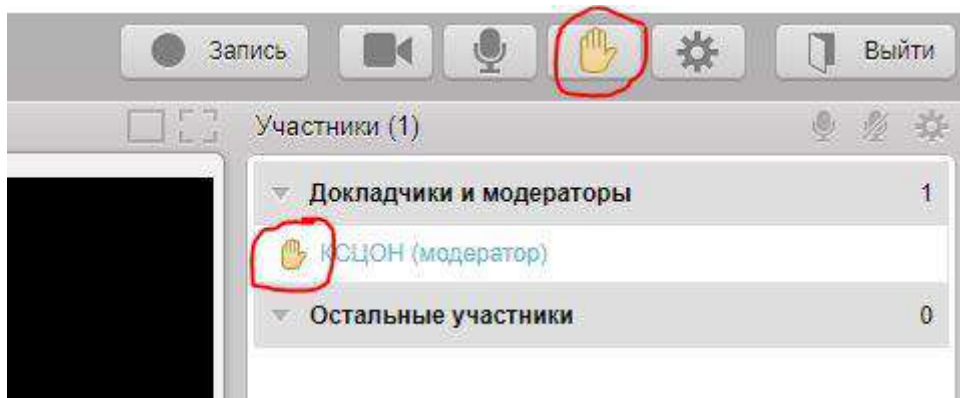 Запись
Выйти
Участники (1)
Докладчики и модераторы 1
КСЦОН (модератор)
Остальные участники 0